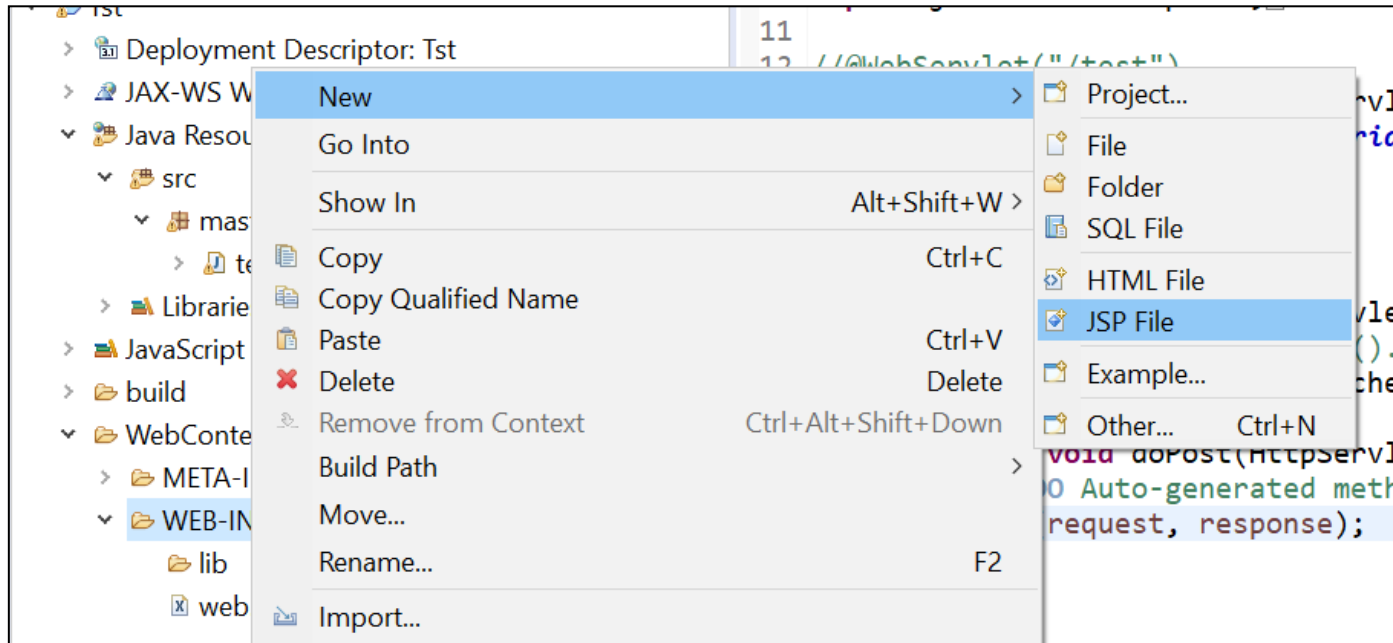 Tst
Deployment Descriptor: Tst
JAX-WS W
Java Resou
src
mas
te
Librarie
JavaScript
build
WebConte
META-I
WEB-IN
lib
web
New
Go Into
Show In Alt+Shift+W
Copy Ctrl+C
Copy Qualified Name
Paste Ctrl+V
Delete Delete
Remove from Context Ctrl+Alt+Shift+Down
Build Path
Move...
Rename... F2
Import...
Project...
File
Folder
SQL File
HTML File
JSP File
Example...
Other... Ctrl+N
11
12 //@WebServlet("/test")
void doPost(HttpServl
DO Auto-generated meth
request, response);